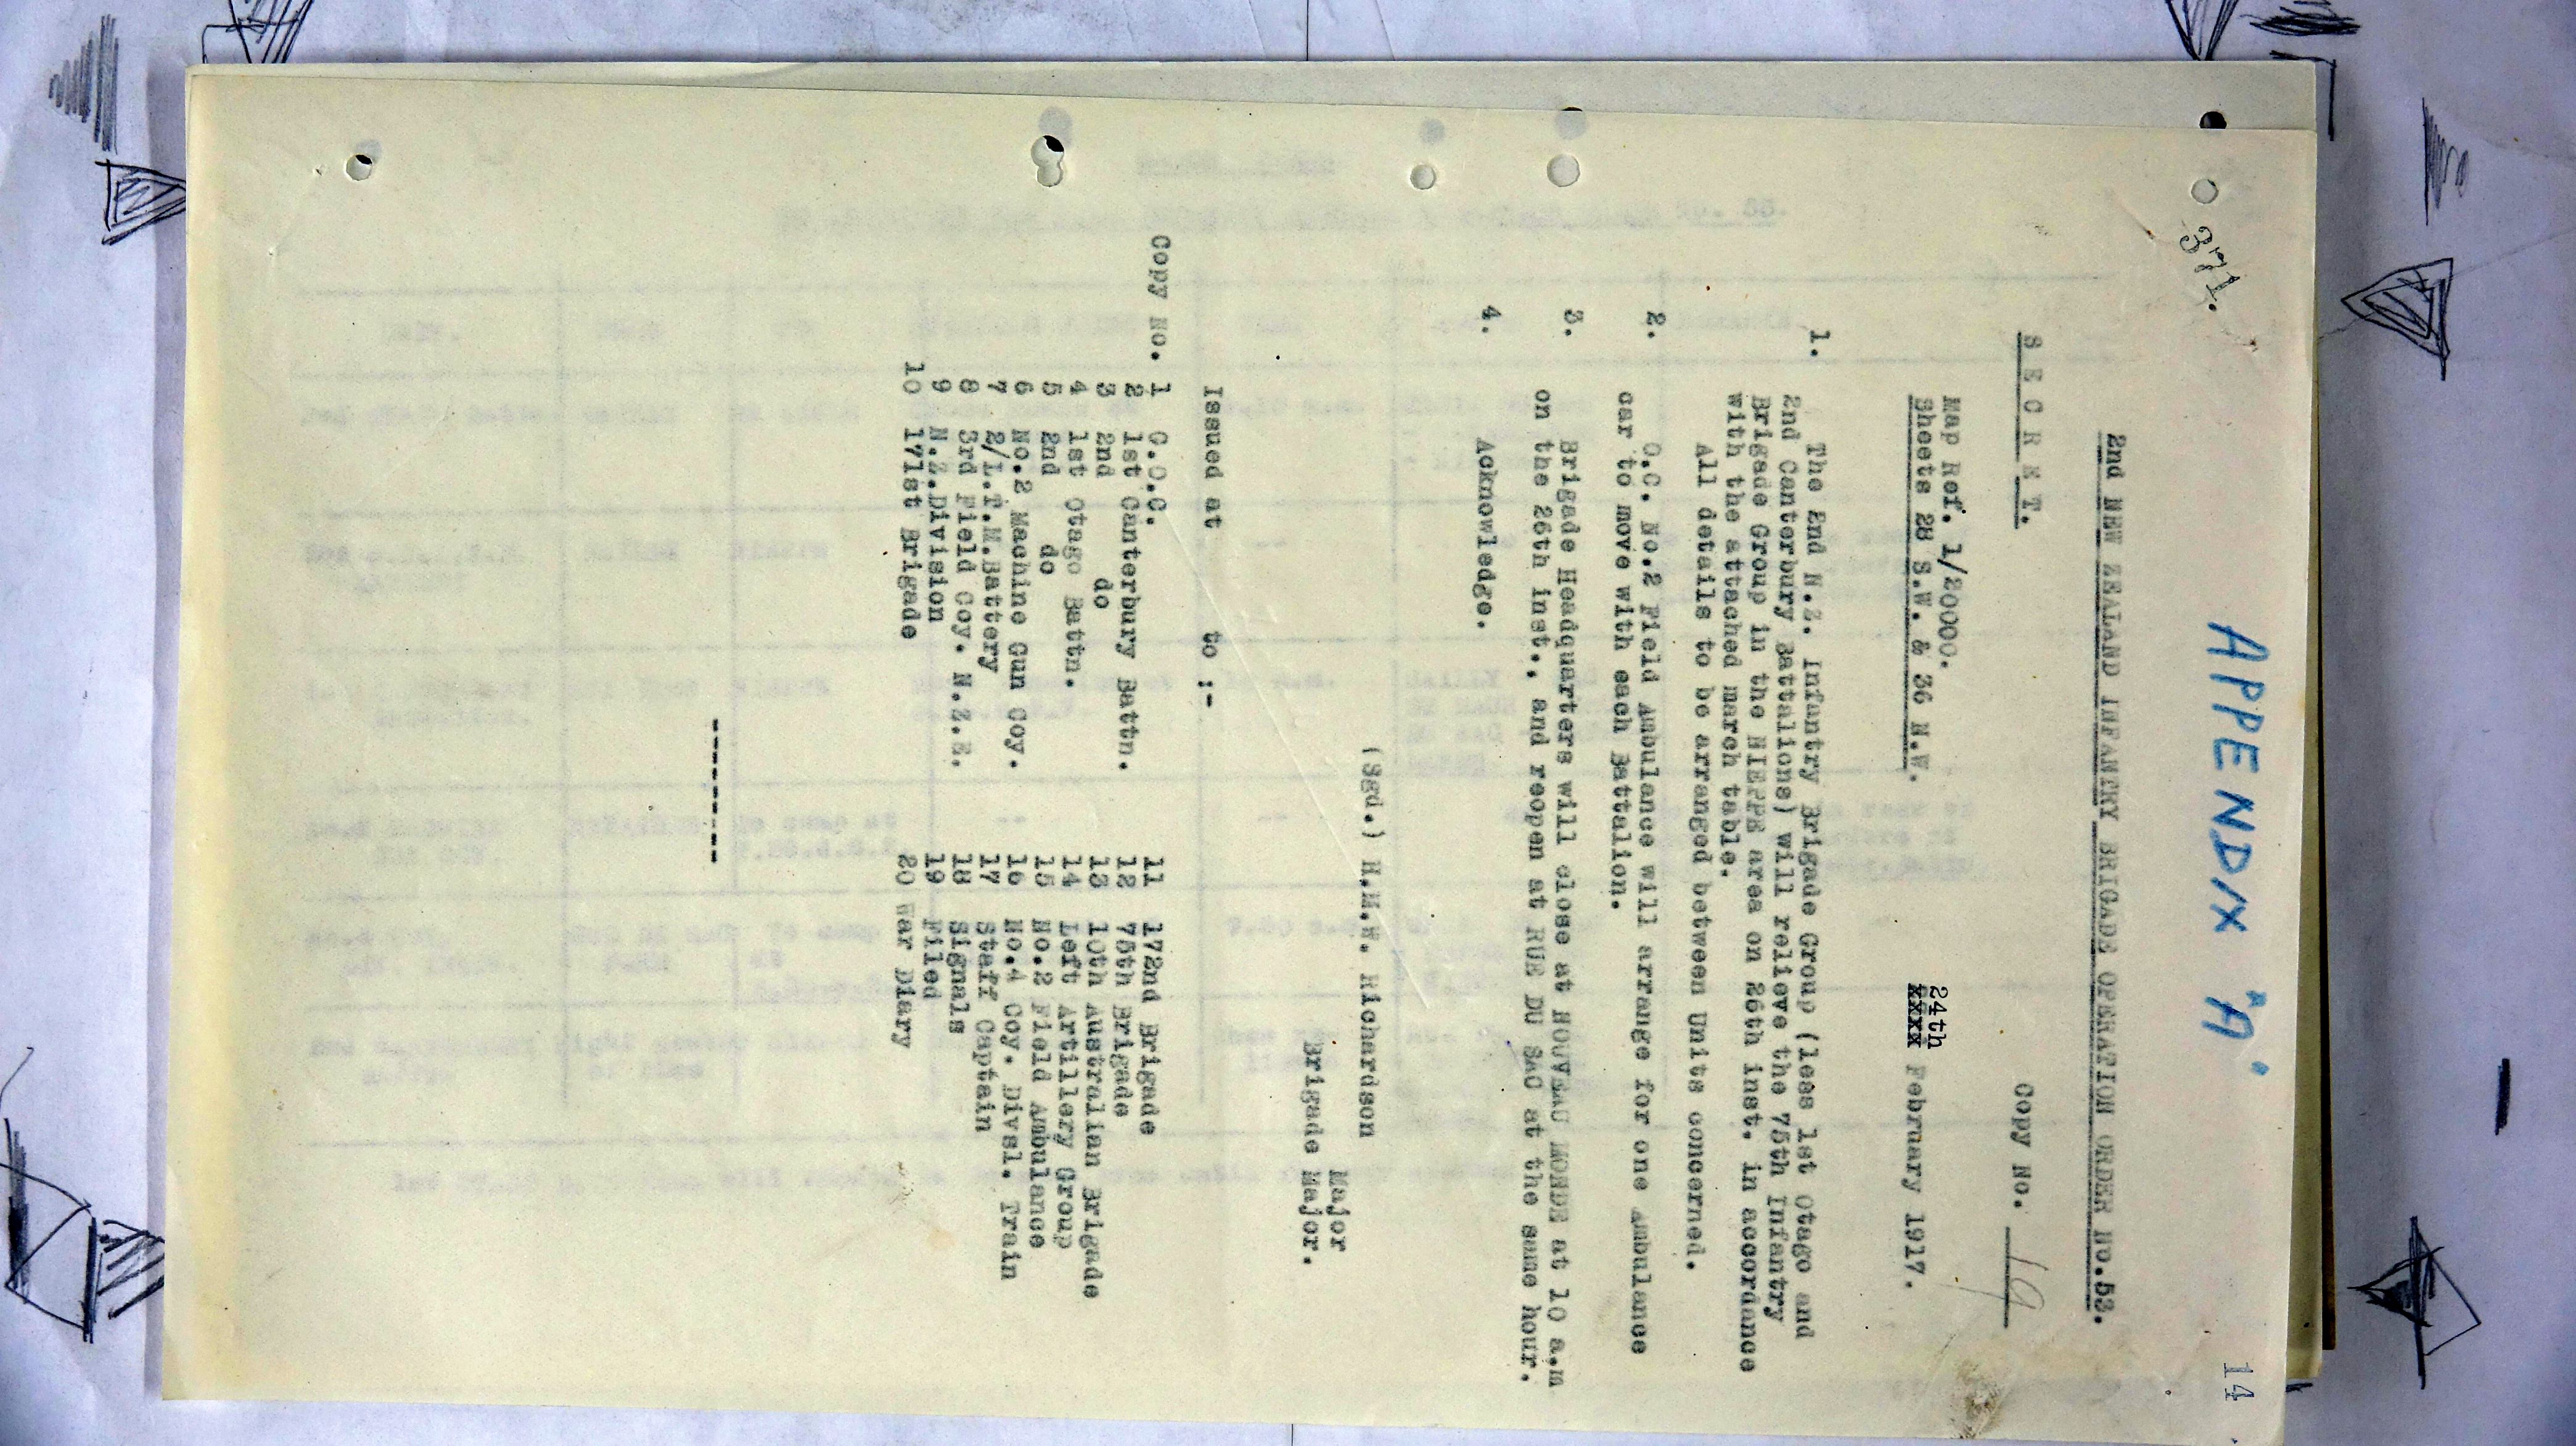 371.
APPENDIX "A"
14
2nd NEW ZEALAND INFANTRY BRIGADE OPERATION ORDER NO.53.
S E C R E T.
Copy No. 19
Map Ref. 1/20000.
Sheets 28 S.W. & 36 N.W.
24th
xxxx February 1917.
1. The 2nd N.Z. Infantry Brigade Group (less 1st Otago and
2nd Canterbury Battalions) will relieve the 75th Infantry
Brigade Group in the NIEPPE area on 26th inst. in accordance
with the attached march table.
All details to be arranged between Units concerned.
2. O.C. No.2 Field Ambulance will arrange for one Ambulance
car to move with each Battalion.
3. Brigade Headquarters will close at NOUVEAU MONDE at 10 a.m
on the 26th inst., and reopen at RUE DU SAC at the same hour.
4. Acknowledge.
(Sgd.) H.M.W. Richardson
Major
Brigade Major.
Issued at to :-
Copy No. 1 G.O.C. 11 172nd Brigade
2 1st Canterbury Battn. 12 75th Brigade
3 2nd do 13 10th Australian Brigade
4 1st Otago Battn. 14 Left Artillery Group
5 2nd do 15 No.2 Field Ambulance
6 No.2 Machine Gun Coy. 16 No.4 Coy. Divsl. Train
7 2/L.T.M.Battery 17 Staff Captain
8 3rd Field Coy. N.Z.E. 18 Signals
9 N.Z.Division 19 Filed
10 171st Brigade 20 War Diary